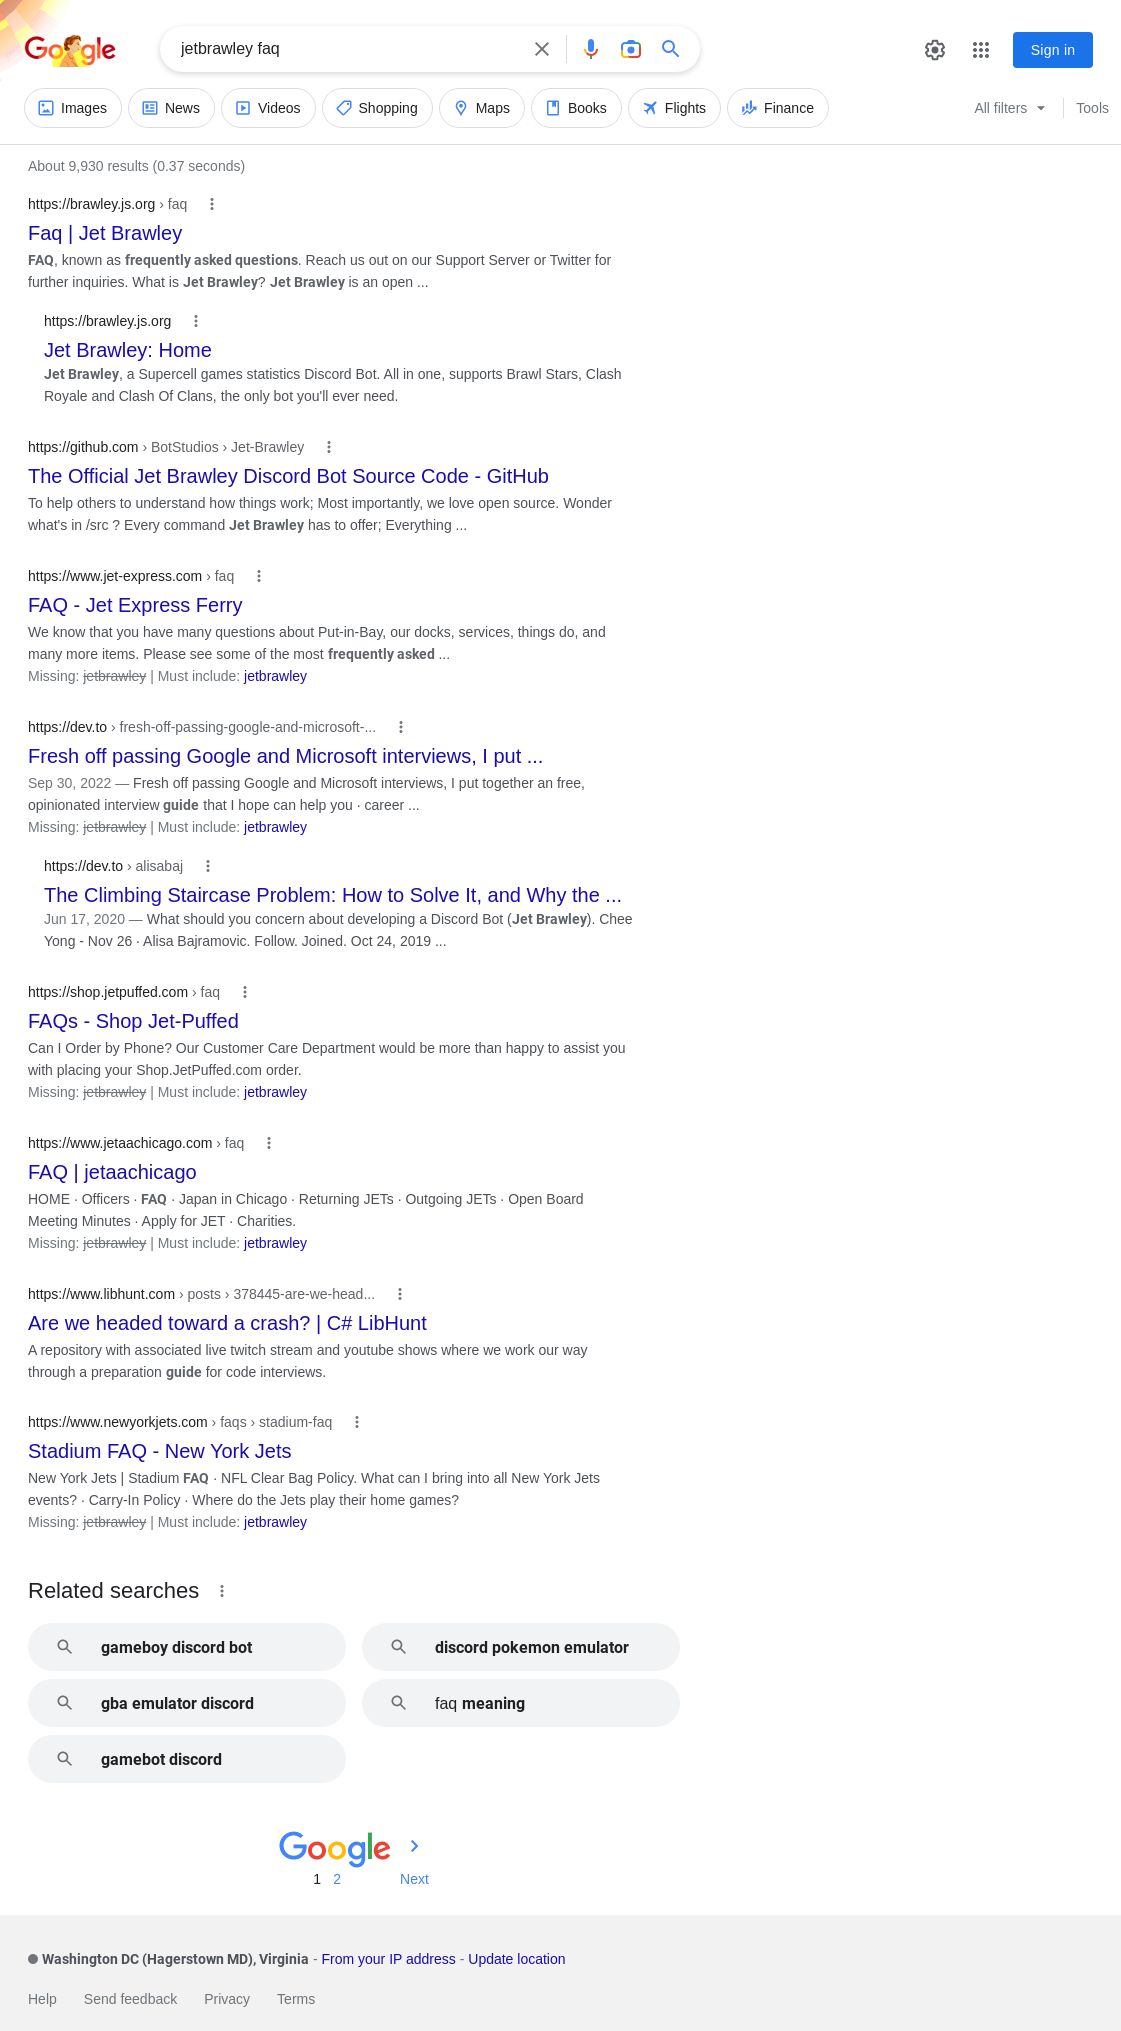 Google
jetbrawley faq
Sign in
Images
News
Videos
Shopping
Maps
Books
Flights
Finance
All filters
Tools
About 9,930 results (0.37 seconds)
https://brawley.js.org › faq
Faq | Jet Brawley
FAQ, known as frequently asked questions. Reach us out on our Support Server or Twitter for
further inquiries. What is Jet Brawley? Jet Brawley is an open ...
https://brawley.js.org
Jet Brawley: Home
Jet Brawley, a Supercell games statistics Discord Bot. All in one, supports Brawl Stars, Clash
Royale and Clash Of Clans, the only bot you'll ever need.
https://github.com › BotStudios › Jet-Brawley
The Official Jet Brawley Discord Bot Source Code - GitHub
To help others to understand how things work; Most importantly, we love open source. Wonder
what's in /src ? Every command Jet Brawley has to offer; Everything ...
https://www.jet-express.com › faq
FAQ - Jet Express Ferry
We know that you have many questions about Put-in-Bay, our docks, services, things do, and
many more items. Please see some of the most frequently asked ...
Missing: jetbrawley | Must include: jetbrawley
https://dev.to › fresh-off-passing-google-and-microsoft-...
Fresh off passing Google and Microsoft interviews, I put ...
Sep 30, 2022 — Fresh off passing Google and Microsoft interviews, I put together an free,
opinionated interview guide that I hope can help you · career ...
Missing: jetbrawley | Must include: jetbrawley
https://dev.to › alisabaj
The Climbing Staircase Problem: How to Solve It, and Why the ...
Jun 17, 2020 — What should you concern about developing a Discord Bot (Jet Brawley). Chee
Yong - Nov 26 · Alisa Bajramovic. Follow. Joined. Oct 24, 2019 ...
https://shop.jetpuffed.com › faq
FAQs - Shop Jet-Puffed
Can I Order by Phone? Our Customer Care Department would be more than happy to assist you
with placing your Shop.JetPuffed.com order.
Missing: jetbrawley | Must include: jetbrawley
https://www.jetaachicago.com › faq
FAQ | jetaachicago
HOME · Officers · FAQ · Japan in Chicago · Returning JETs · Outgoing JETs · Open Board
Meeting Minutes · Apply for JET · Charities.
Missing: jetbrawley | Must include: jetbrawley
https://www.libhunt.com › posts › 378445-are-we-head...
Are we headed toward a crash? | C# LibHunt
A repository with associated live twitch stream and youtube shows where we work our way
through a preparation guide for code interviews.
https://www.newyorkjets.com › faqs › stadium-faq
Stadium FAQ - New York Jets
New York Jets | Stadium FAQ · NFL Clear Bag Policy. What can I bring into all New York Jets
events? · Carry-In Policy · Where do the Jets play their home games?
Missing: jetbrawley | Must include: jetbrawley
Related searches
gameboy discord bot
discord pokemon emulator
gba emulator discord
faq meaning
gamebot discord
Google
1 2 Next
Washington DC (Hagerstown MD), Virginia - From your IP address - Update location
Help Send feedback Privacy Terms